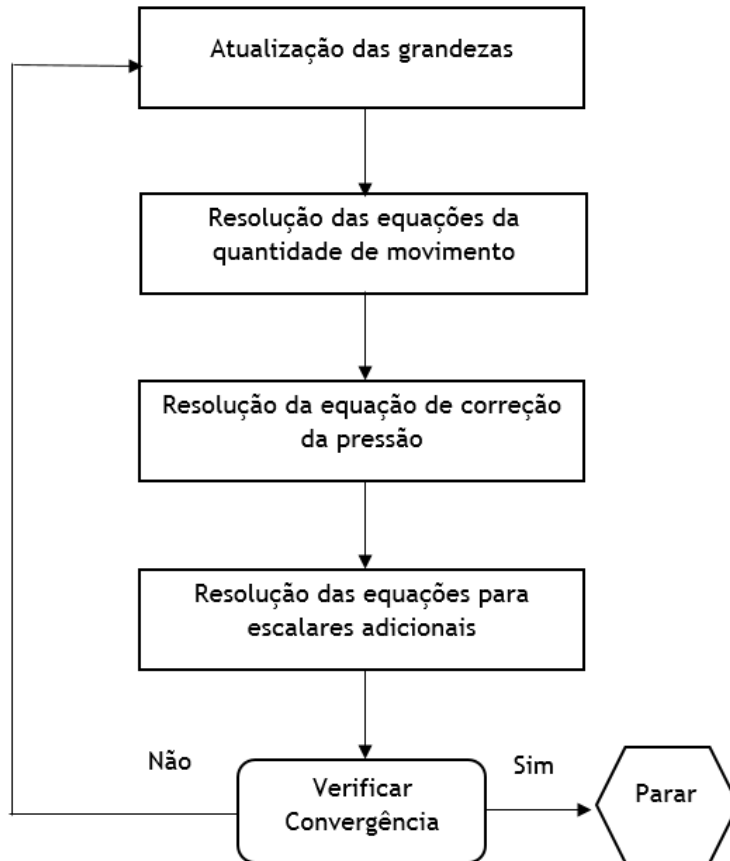 Atualização das grandezas
Resolução das equações da
quantidade de movimento
Resolução da equação de correção
da pressão
Resolução das equações para
escalares adicionais
Não
Verificar
Convergência
Sim
Parar